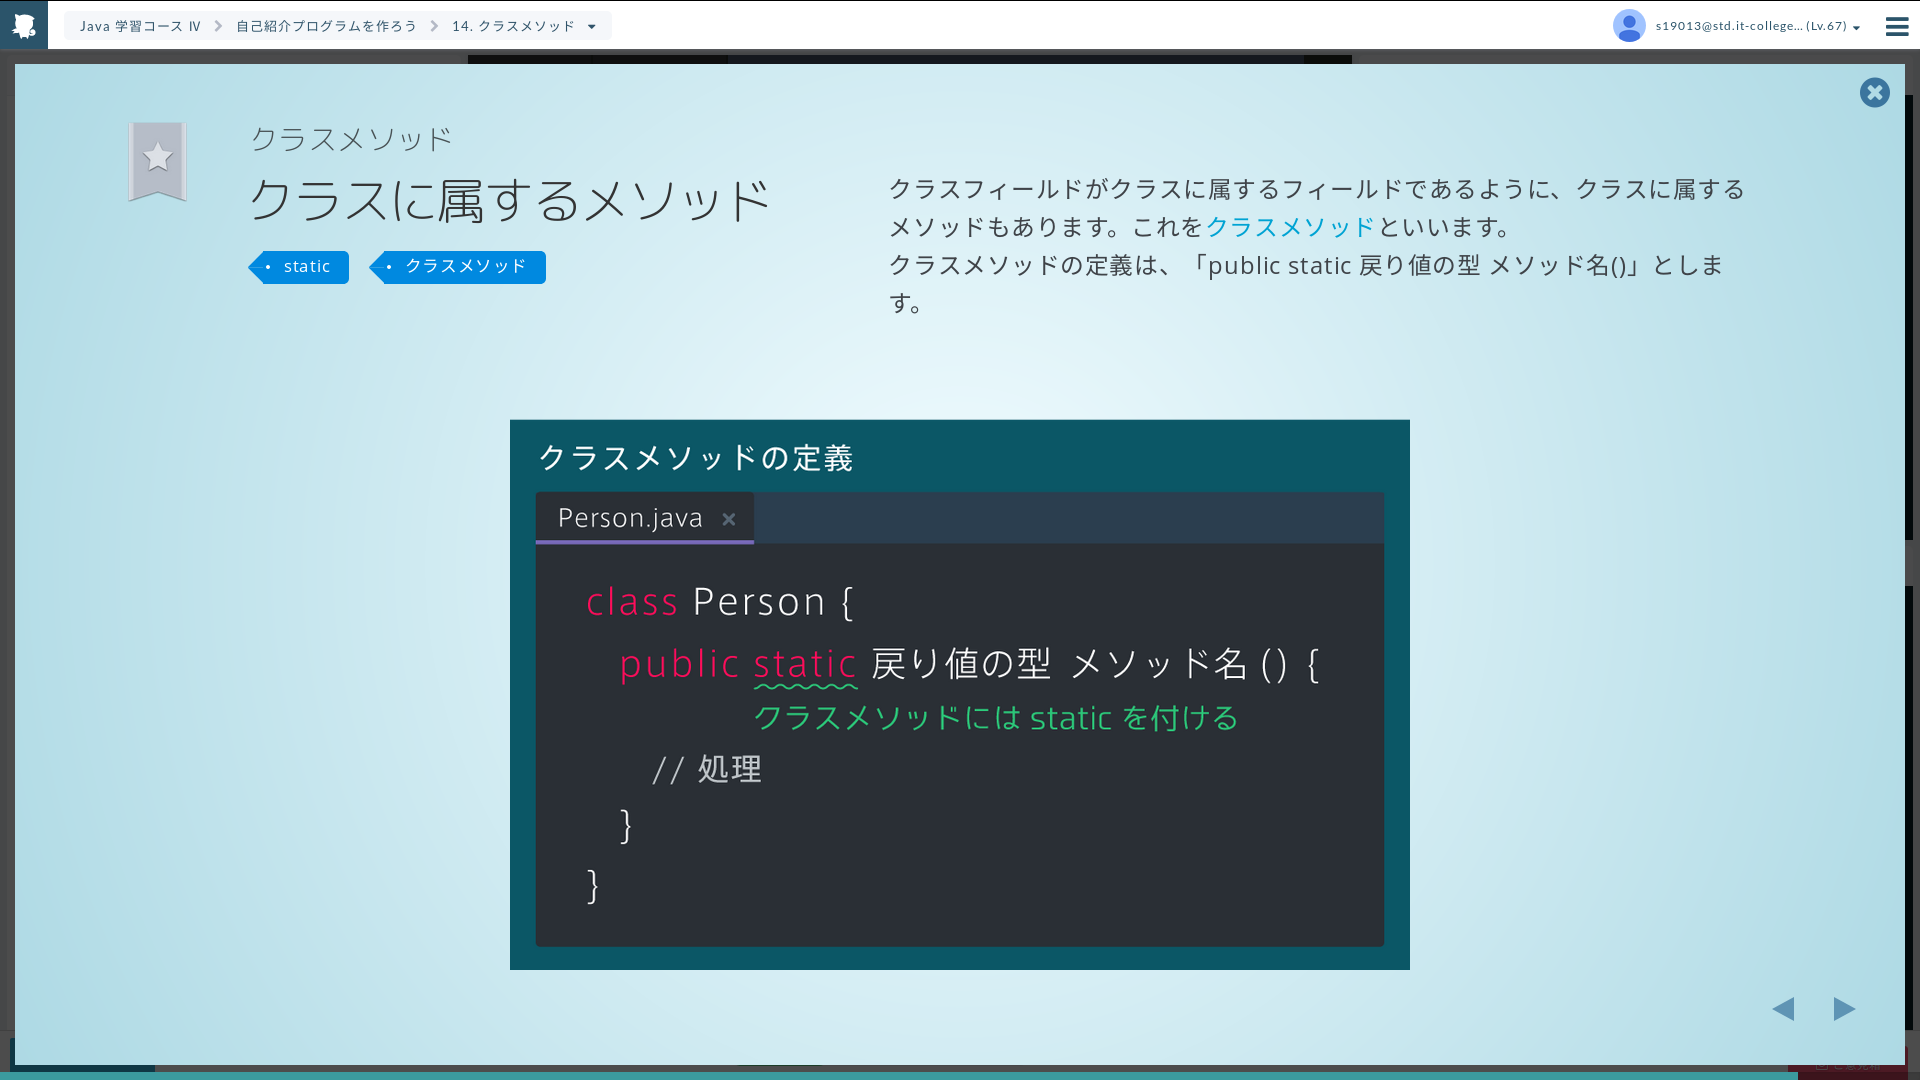 Java 学習コース Ⅳ 自己紹介プログラムを作ろう 14. クラスメソッド
s19013@std.it-college... (Lv.67)
クラスメソッド
クラスに属するメソッド
static クラスメソッド
クラスフィールドがクラスに属するフィールドであるように、クラスに属する
メソッドもあります。これをクラスメソッドといいます。
クラスメソッドの定義は、「public static 戻り値の型 メソッド名()」としま
す。
クラスメソッドの定義
Person.java
class Person {
public static 戻り値の型 メソッド名 () {
クラスメソッドには static を付ける
// 処理
}
}